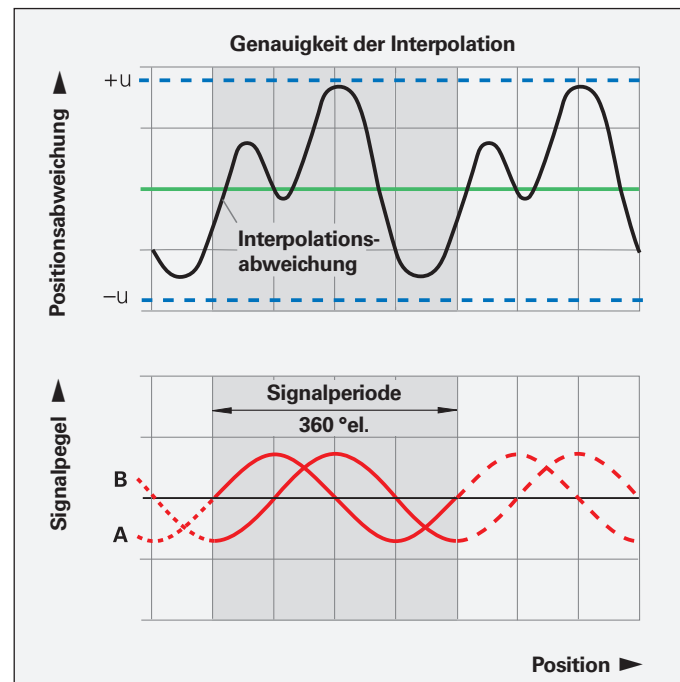 Genauigkeit der Interpolation
+u
Positionsabweichung
Interpolations-
abweichung
–u
Signalperiode
360 °el.
Signalpegel
B
A
Position